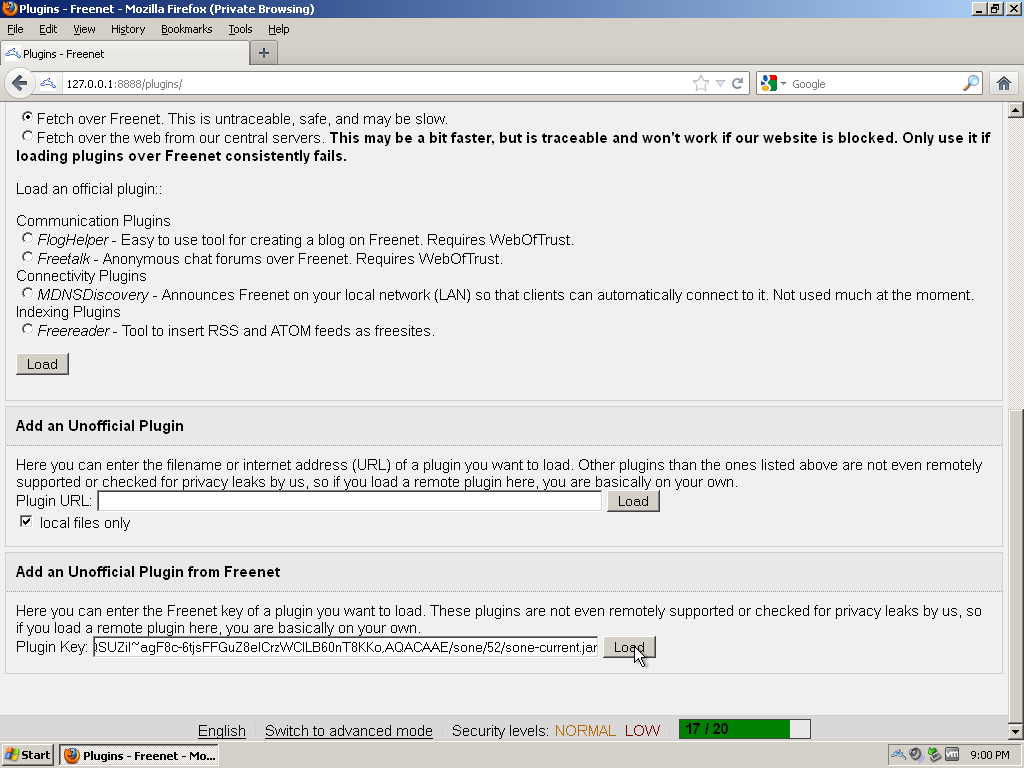 Plugins - Freenet - Mozilla Firefox (Private Browsing)
File Edit View History Bookmarks Tools Help
Plugins - Freenet
127.0.0.1:8888/plugins/
Google
Fetch over Freenet. This is untraceable, safe, and may be slow.
Fetch over the web from our central servers. This may be a bit faster, but is traceable and won't work if our website is blocked. Only use it if
loading plugins over Freenet consistently fails.
Load an official plugin::
Communication Plugins
FlogHelper - Easy to use tool for creating a blog on Freenet. Requires WebOfTrust.
Freetalk - Anonymous chat forums over Freenet. Requires WebOfTrust.
Connectivity Plugins
MDNSDiscovery - Announces Freenet on your local network (LAN) so that clients can automatically connect to it. Not used much at the moment.
Indexing Plugins
Freereader - Tool to insert RSS and ATOM feeds as freesites.
Load
Add an Unofficial Plugin
Here you can enter the filename or internet address (URL) of a plugin you want to load. Other plugins than the ones listed above are not even remotely
supported or checked for privacy leaks by us, so if you load a remote plugin here, you are basically on your own.
Plugin URL: Load
local files only
Add an Unofficial Plugin from Freenet
Here you can enter the Freenet key of a plugin you want to load. These plugins are not even remotely supported or checked for privacy leaks by us, so
if you load a remote plugin here, you are basically on your own.
Plugin Key: Load
English Switch to advanced mode Security levels: NORMAL LOW 17 / 20
Start Plugins - Freenet - Mo... 9:00 PM